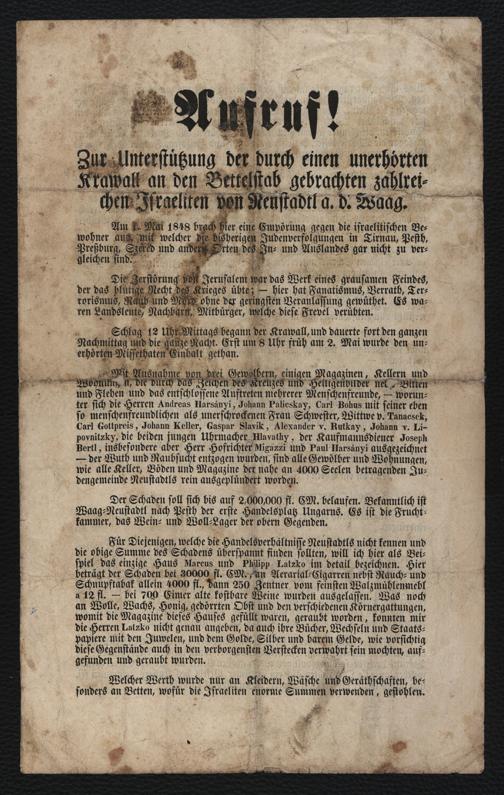 Aufruf!
Zur Unterstützung der durch einen unerhörten
Krawall an den Bettelstab gebrachten zahlrei-
chen Israeliten von Neustadtl a. d. Waag.
Am 1. Mai 1848 brach hier eine Empörung gegen die israelitischen Be-
wohner aus, mit welcher die bisherigen Judenverfolgungen in Tirnau, Pesth,
Preßburg, Szered und andern Orten des In- und Auslandes gar nicht zu ver-
gleichen sind.
Die Zerstörung von Jerusalem war das Werk eines grausamen Feindes,
der das blutige Recht des Krieges übte; — hier hat Fanatismus, Verrath, Ter-
rorismus, Raub und Mord ohne der geringsten Veranlassung gewüthet. Es wa-
ren Landsleute, Nachbarn, Mitbürger, welche diese Frevel verübten.
Schlag 12 Uhr Mittags begann der Krawall, und dauerte fort den ganzen
Nachmittag und die ganze Nacht. Erst um 8 Uhr früh am 2. Mai wurde den un-
erhörten Missethaten Einhalt gethan.
Mit Ausnahme von drei Gewölbern, einigen Magazinen, Kellern und
Wohnungen, die durch das Zeichen des Kreuzes und Heiligenbilder, Bitten
und Flehen und das entschlossene Auftreten mehrerer Menschenfreunde, — worun-
ter sich die Herren Andreas Harsányi, Johann Palicskay, Carl Bohus mit seiner eben
so menschenfreundlichen als unerschrockenen Frau Schwester, Wittwe v. Tanacsek,
Carl Gottpreis, Johann Keller, Gaspar Slavik, Alexander v. Rutkay, Johann v. Li-
povnitzky, die beiden jungen Uhrmacher Hlavathy, der Kaufmannsdiener Joseph
Bertl, insbesondere aber Herr Hofrichter Migazzi und Paul Harsányi ausgezeichnet
— der Wuth und Raubsucht entzogen wurden, sind alle Gewölber und Wohnungen,
wie alle Keller, Böden und Magazine der nahe an 4000 Seelen betragenden Ju-
dengemeinde Neustadtls rein ausgeplündert worden.
Der Schaden soll sich bis auf 2.000,000 fl. CM. belaufen. Bekanntlich ist
Waag-Neustadtl nach Pesth der erste Handelsplatz Ungarns. Es ist die Frucht-
kammer, das Wein- und Woll-Lager der obern Gegenden.
Für Diejenigen, welche die Handelsverhältnisse Neustadtls nicht kennen und
die obige Summe des Schadens überspannt finden sollten, will ich hier als Bei-
spiel das einzige Haus Marcus und Philipp Latzko im detail bezeichnen. Hier
beträgt der Schaden bei 30000 fl. CM. an Aerarial-Cigarren nebst Rauch- und
Schnupftabak allein 4000 fl., dann 250 Zentner vom feinsten Walzmühlenmehl
a 12 fl. — bei 700 Eimer alte kostbare Weine wurden ausgelassen. Was noch
an Wolle, Wachs, Honig, gedörrten Obst und den verschiedenen Körnergattungen,
womit die Magazine dieses Hauses gefüllt waren, geraubt worden, konnten mir
die Herren Latzko nicht genau angeben, da auch ihre Bücher, Wechseln und Staats-
papiere mit den Juwelen, und dem Golde, Silber und barem Gelde, wie vorsichtig
diese Gegenstände auch in den verborgensten Verstecken verwahrt sein mochten, auf-
gefunden und geraubt wurden.
Welcher Werth wurde nur an Kleidern, Wäsche und Geräthschaften, be-
sonders an Betten, wofür die Israeliten enorme Summen verwenden, gestohlen.